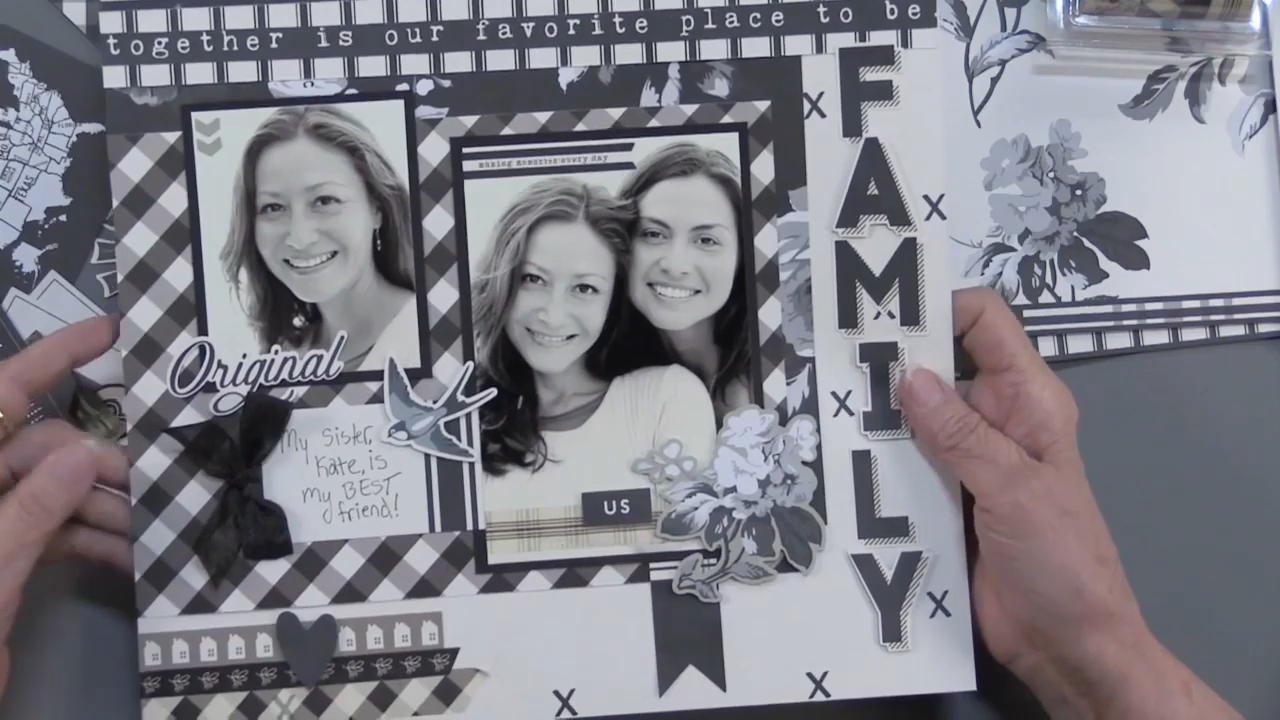 together is our favorite place to be
FAMILY
making memories every day
Original
My Sister,
Kate, is
my BEST
friend!
US
TEXAS